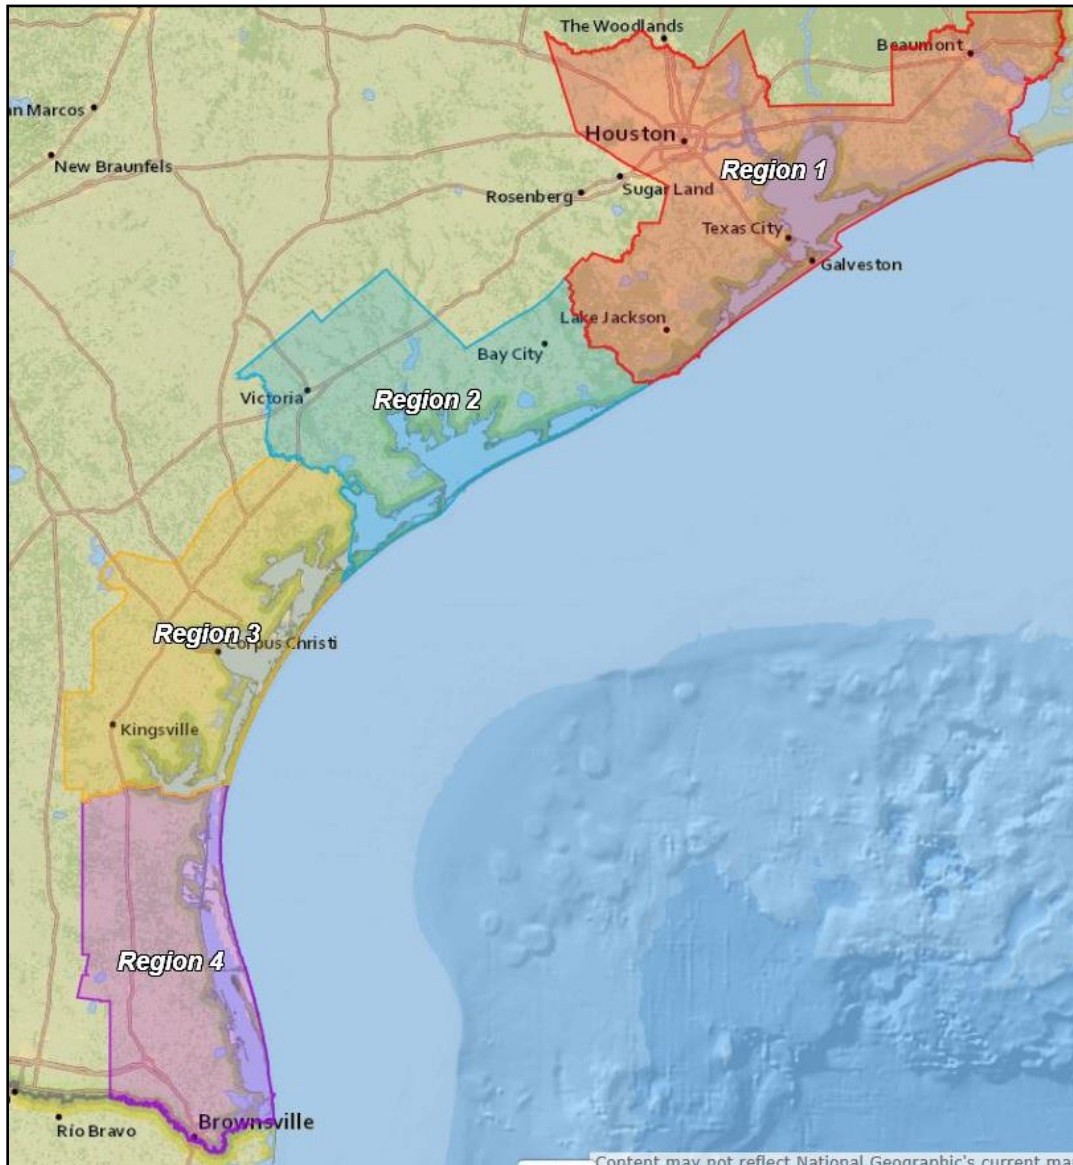 The Woodlands
Beaumont
an Marcos
Houston
New Braunfels
Region 1
Sugar Land
Rosenberg
Texas City
Galveston
Lake Jackson
Bay City
Victoria
Region 2
Region 3
Corpus Christi
Kingsville
Region 4
Brownsville
Río Bravo
Content may not reflect National Geographic's current ma